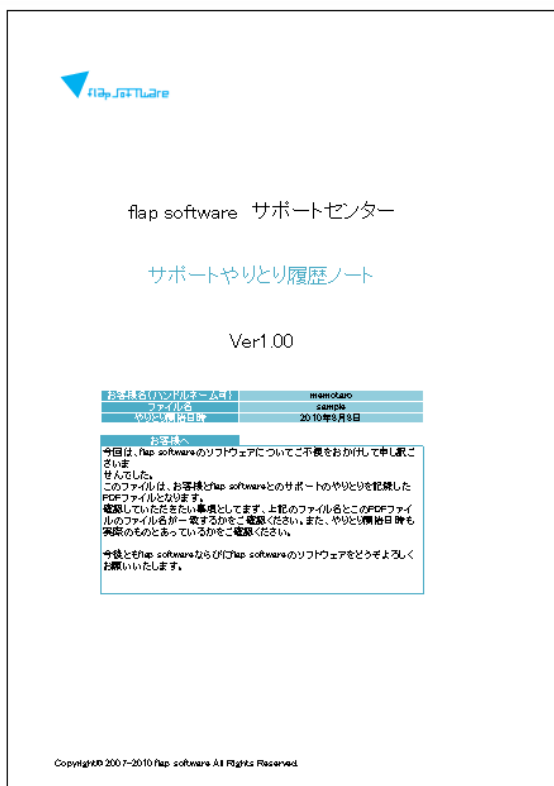 flap software
flap software サポートセンター
サポートやりとり履歴ノート
Ver1.00
お客様名(ハンドルネーム可) memotaro
ファイル名 sample
やりとり開始日時 2010年8月8日
お客様へ
今回は、flap softwareのソフトウェアについてご不便をおかけして申し訳ご
ざいま
せんでした。
このファイルは、お客様とflap softwareとのサポートのやりとりを記録した
PDFファイルとなります。
確認していただきたい事項としてまず、上記のファイル名とこのPDFファイ
ルのファイル名が一致するかをご確認ください。また、やりとり開始日時も
実際のものとあっているかをご確認ください。
今後ともflap softwareならびにflap softwareのソフトウェアをどうぞよろしく
お願いいたします。
Copyright© 2007-2010 flap software All Rights Reserved.